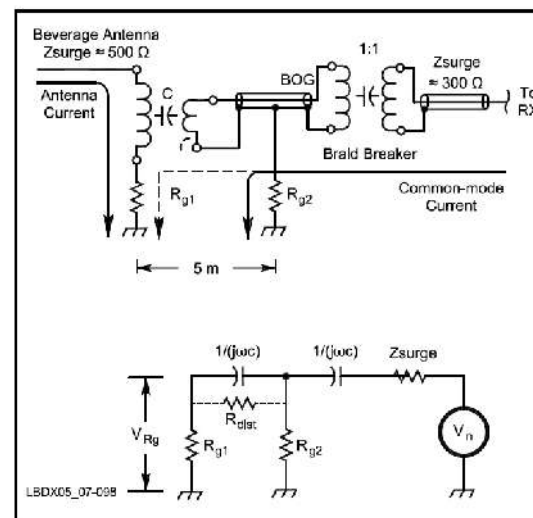 Beverage Antenna
Zsurge ≈ 500 Ω
Antenna
Current
C
BOG
1:1
Zsurge
≈ 300 Ω
To
RX
Braid Breaker
Rg1
Rg2
Common-mode
Current
5 m
1/(jωc)
1/(jωc)
Zsurge
Rdist
VRg
Rg1
Rg2
Vn
LBDX05_07-098